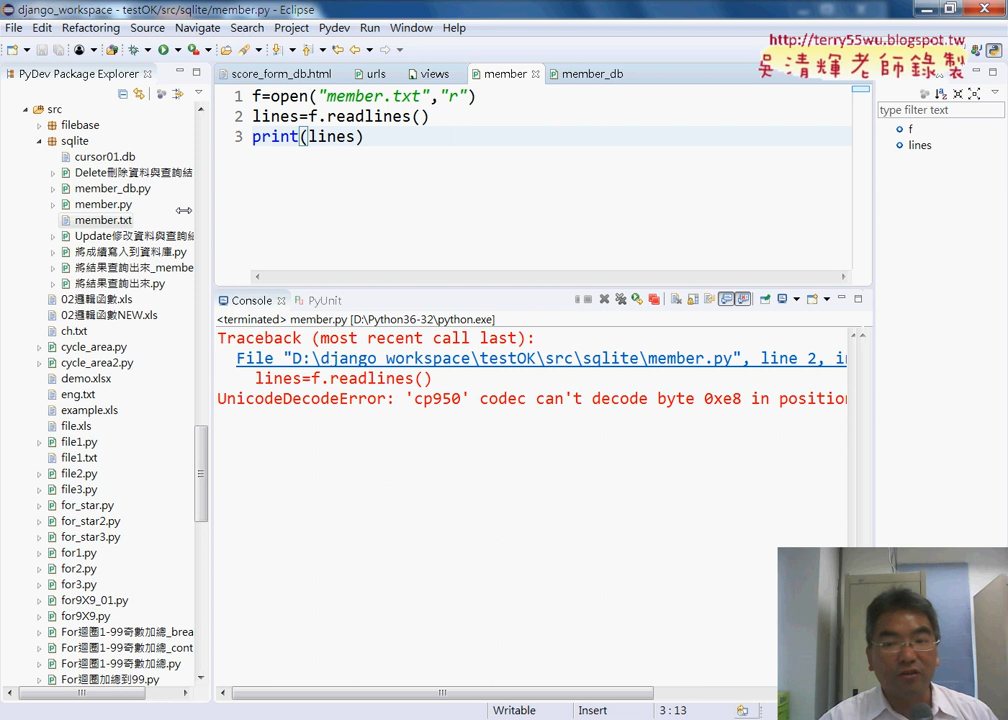 django_workspace - testOK/src/sqlite/member.py - Eclipse
File Edit Refactoring Source Navigate Search Project Pydev Run Window Help
http://terry55wu.blogspot.tw
吳清輝老師錄製
PyDev Package Explorer
score_form_db.html urls views member member_db
src
filebase
sqlite
cursor01.db
Delete刪除資料與查詢結
member_db.py
member.py
member.txt
Update修改資料與查詢結
將成績寫入到資料庫.py
將結果查詢出來_membe
將結果查詢出來.py
02邏輯函數.xls
02邏輯函數NEW.xls
ch.txt
cycle_area.py
cycle_area2.py
demo.xlsx
eng.txt
example.xls
file.xls
file1.py
file1.txt
file2.py
file3.py
for_star.py
for_star2.py
for_star3.py
for1.py
for2.py
for3.py
for9X9_01.py
for9X9.py
For迴圈1-99奇數加總_brea
For迴圈1-99奇數加總_cont
For迴圈1-99奇數加總.py
For迴圈加總到99.py
1 f=open("member.txt","r")
2 lines=f.readlines()
3 print(lines)
type filter text
f
lines
Console PyUnit
<terminated> member.py [D:\Python36-32\python.exe]
Traceback (most recent call last):
File "D:\django_workspace\testOK\src\sqlite\member.py", line 2, in
lines=f.readlines()
UnicodeDecodeError: 'cp950' codec can't decode byte 0xe8 in position
Writable Insert 3:13